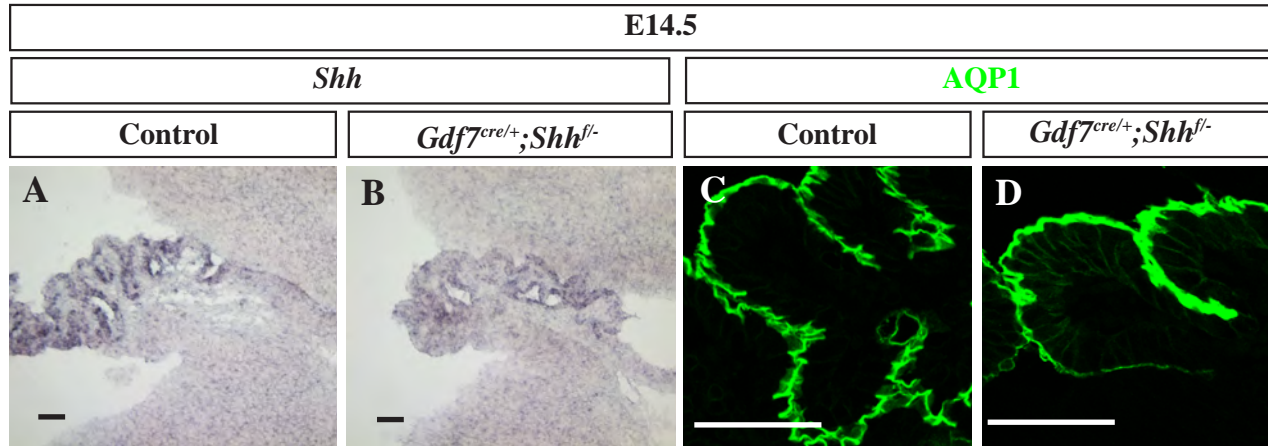 E14.5
Shh AQP1
Control Gdf7cre/+;Shhf/- Control Gdf7cre/+;Shhf/-
A B C D